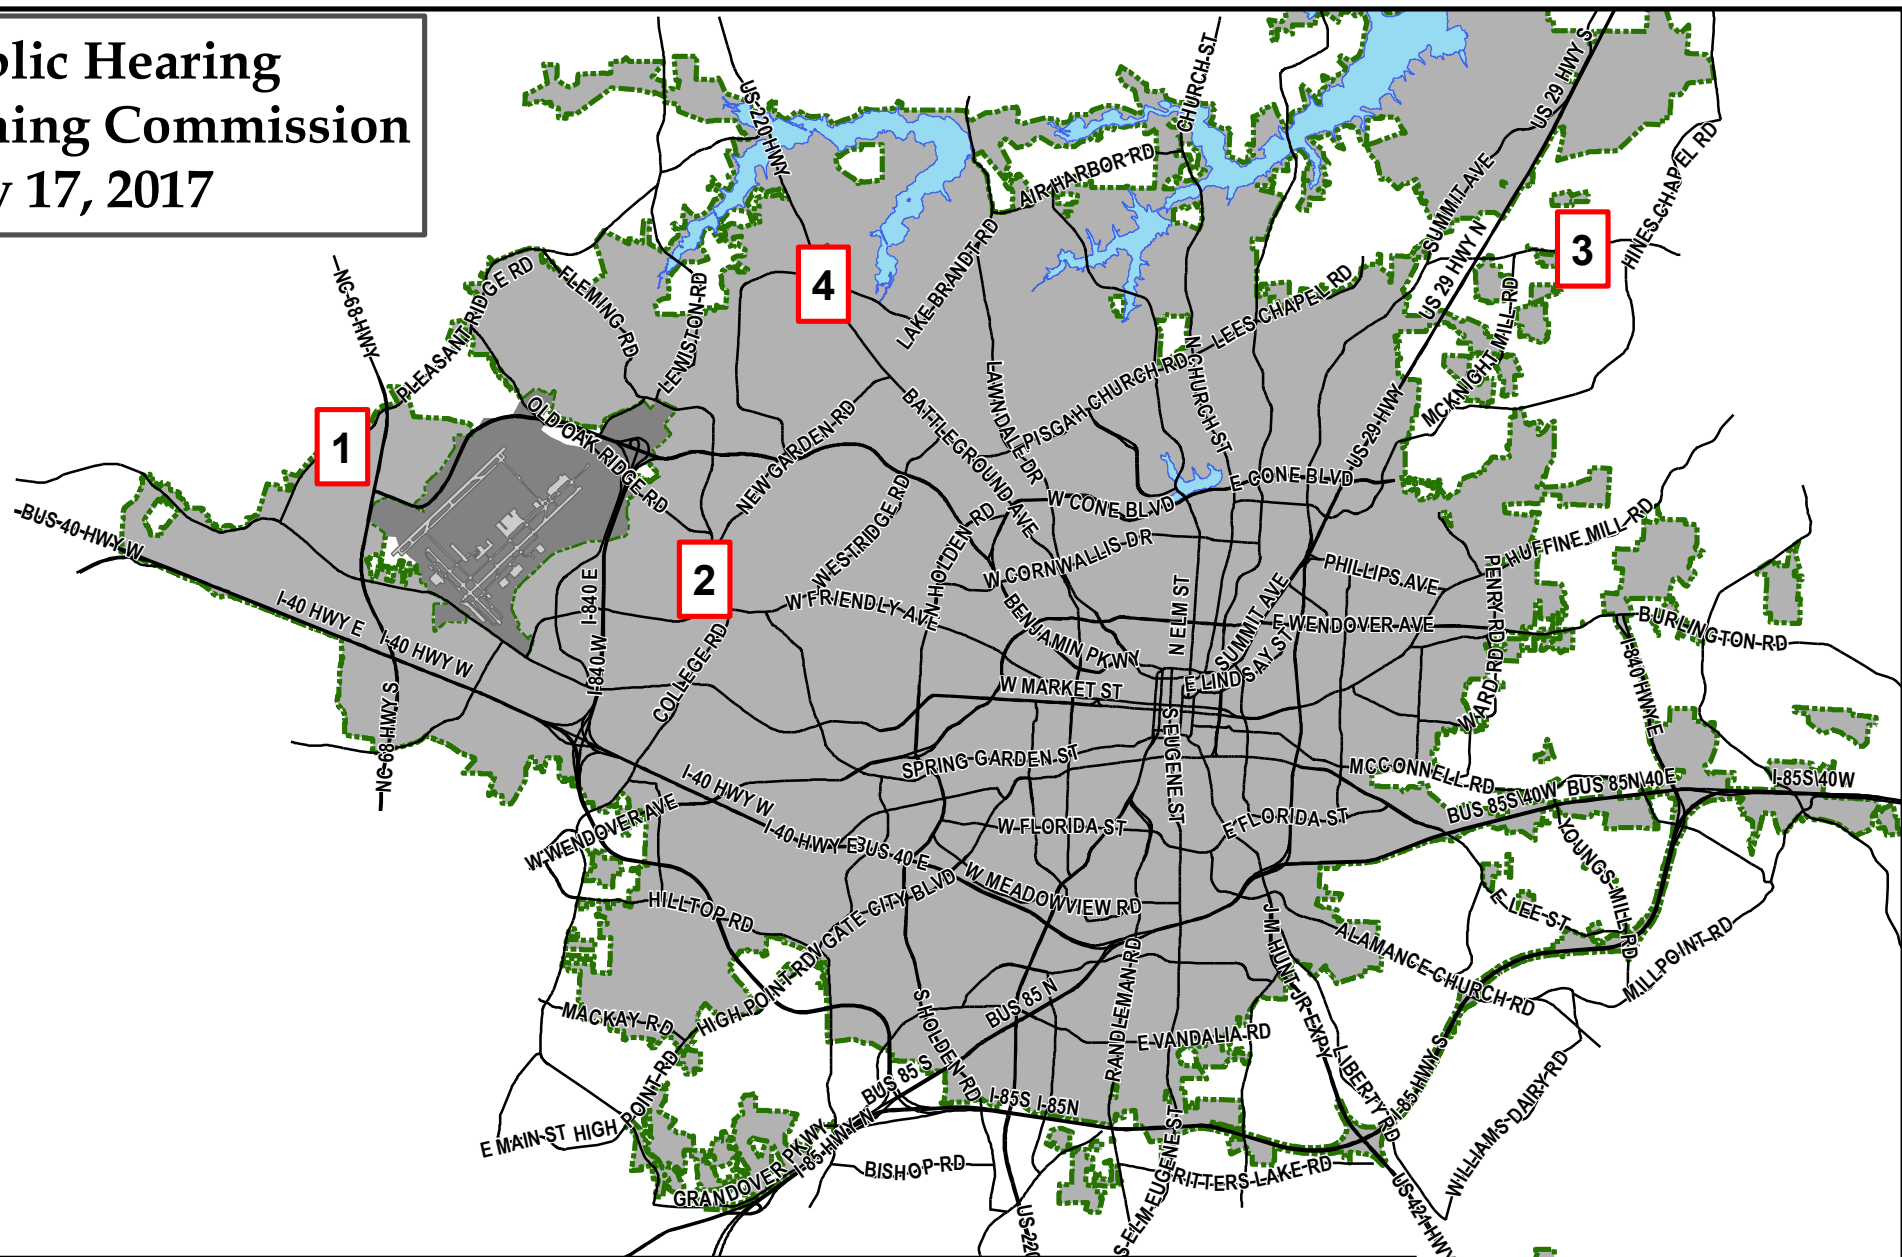 blic Hearing
ning Commission
y 17, 2017
US 29 HWY S
CHURCH ST
US-220-HWY
AIR HARBOR RD
SUMMIT AVE
HINES CHAPEL RD
US 29 HWY N
3
NC-68-HWY
PLEASANT RIDGE RD
FLEMING-RD
LEWISTON-RD
4
LAKE-BRANDT-RD
LEES CHAPEL RD
MCKNIGHT MILL-RD
PISGAH CHURCH RD
N-CHURCH-ST
LAWNDALE-DR
BATTLEGROUND-AVE
US-29-HWY
1
OLD OAK RIDGE-RD
NEW GARDEN-RD
WESTRIDGE-RD
N-HOLDEN-RD
W CONE BLVD
E CONE BLVD
BUS-40-HWY W
HUFFINE MILL-RD
PENRY-RD
PHILLIPS AVE
W CORNWALLIS-DR
2
I-840 E
W FRIENDLY AVE
BENJAMIN PKWY
N ELM ST
SUMMIT AVE
E-WENDOVER AVE
BURLINGTON-RD
I-40 HWY E
I-40 HWY W
I-840-W
COLLEGE-RD
W MARKET ST
E LINDSAY ST
WARD-RD
I-840 HWY-E
NC-68-HWY S
S-EUGENE-ST
SPRING-GARDEN ST
MCCONNELL-RD
I-40 HWY W
I-40-HWY E
BUS 40 E
BUS 85S\40W
BUS 85N\40E
I-85S\40W
W WENDOVER AVE
W-FLORIDA ST
E FLORIDA ST
YOUNGS-MILL-RD
HILLTOP-RD
W GATE CITY BLVD
W MEADOWVIEW RD
E LEE-ST
ALAMANCE-CHURCH-RD
MILLPOINT-RD
J-M-HUNT-JR-EXPY
MACKAY-RD
HIGH POINT-RD
S-HOLDEN-RD
BUS 85 N
RANDLEMAN-RD
E-VANDALIA-RD
LIBERTY-RD
I-85-HWY-S
WILLIAMS-DAIRY-RD
BUS 85 S
I-85S I-85N
E MAIN-ST
HIGH POINT-RD
GRANDOVER PKWY
I-85-HWY-N
BISHOP-RD
S-ELM-EUGENE-ST
RITTERS-LAKE-RD
US-421-HWY
US-220